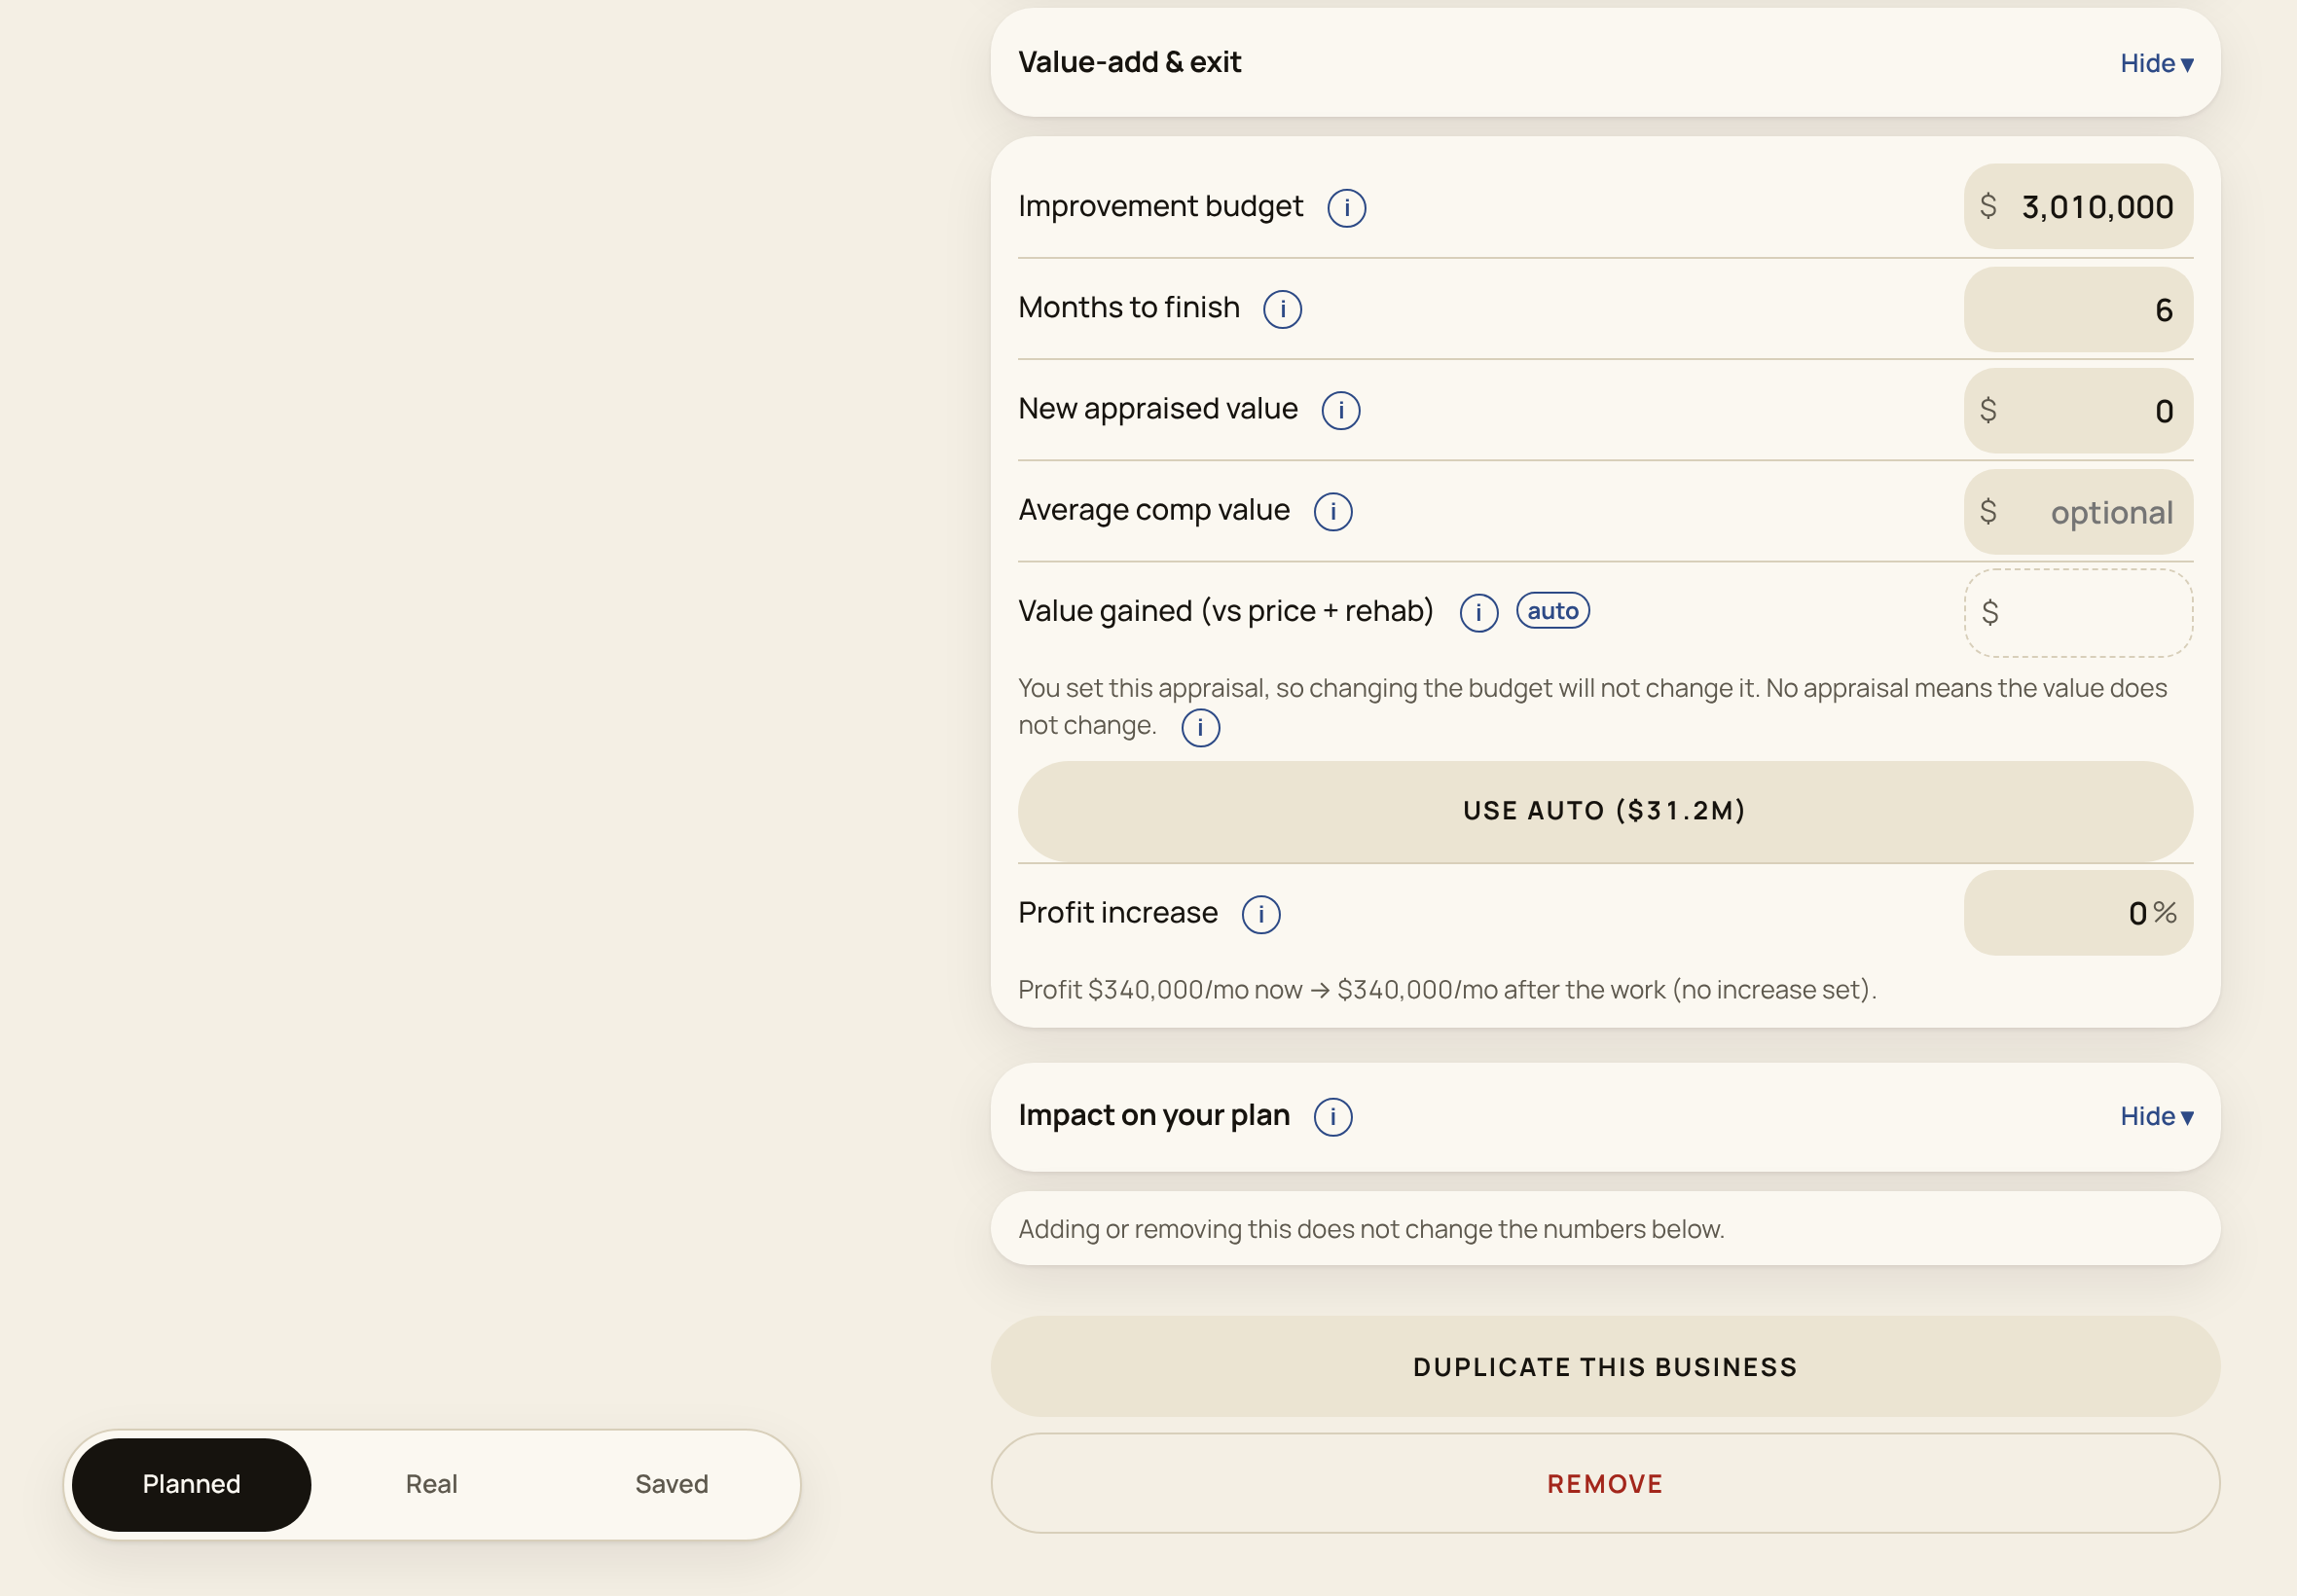 Value-add & exit
Hide ▾
Improvement budget i
$ 3,010,000
Months to finish i
6
New appraised value i
$ 0
Average comp value i
$ optional
Value gained (vs price + rehab) i auto
$
You set this appraisal, so changing the budget will not change it. No appraisal means the value does
not change. i
USE AUTO ($31.2M)
Profit increase i
0 %
Profit $340,000/mo now → $340,000/mo after the work (no increase set).
Impact on your plan i
Hide ▾
Adding or removing this does not change the numbers below.
DUPLICATE THIS BUSINESS
REMOVE
Planned
Real
Saved